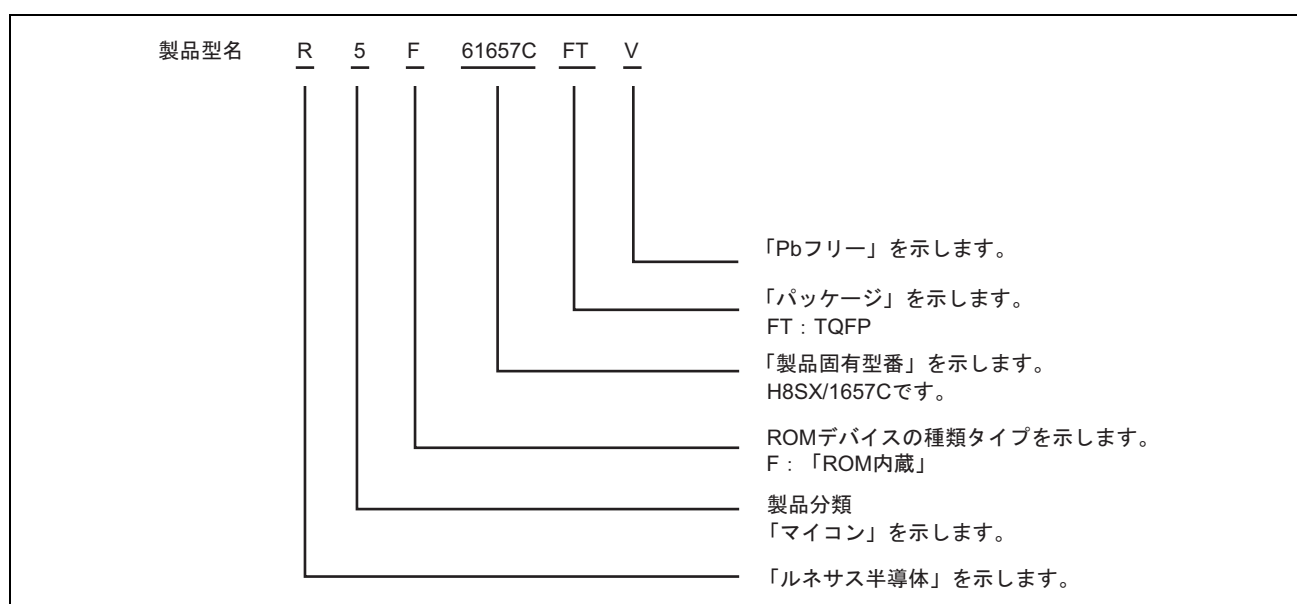 製品型名 R 5 F 61657C FT V
「Pbフリー」を示します。
「パッケージ」を示します。
FT：TQFP
「製品固有型番」を示します。
H8SX/1657Cです。
ROMデバイスの種類タイプを示します。
F：「ROM内蔵」
製品分類
「マイコン」を示します。
「ルネサス半導体」を示します。